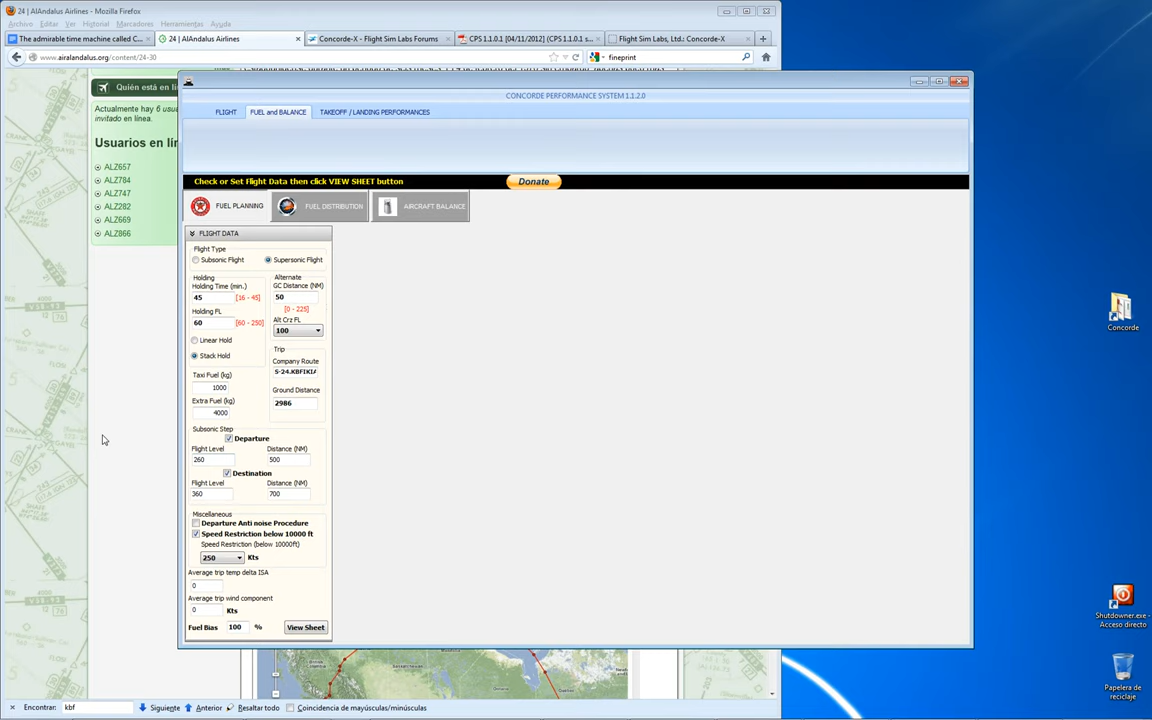 24 | AlAndalus Airlines - Mozilla Firefox
Archivo Editar Ver Historial Marcadores Herramientas Ayuda
The admirable time machine called C...
24 | AlAndalus Airlines
Concorde-X - Flight Sim Labs Forums
CPS 1.1.0.1 [04/11/2012] (CPS 1.1.0.1 s...
Flight Sim Labs, Ltd.: Concorde-X
www.airalandalus.org/content/24-30
fineprint
Quién está en lí
Actualmente hay 6 usu
invitado en línea.
Usuarios en lín
ALZ657
ALZ784
ALZ747
ALZ282
ALZ669
ALZ866
CONCORDE PERFORMANCE SYSTEM 1.1.2.0
FLIGHT
FUEL and BALANCE
TAKEOFF / LANDING PERFORMANCES
Check or Set Flight Data then click VIEW SHEET button
Donate
FUEL PLANNING
FUEL DISTRIBUTION
AIRCRAFT BALANCE
FLIGHT DATA
Flight Type
Subsonic Flight
Supersonic Flight
Holding
Holding Time (min.)
45 [16 - 45]
Holding FL
60 [60 - 250]
Linear Hold
Stack Hold
Alternate
GC Distance (NM)
50
[0 - 225]
Alt Crz FL
100
Trip
Company Route
S-24.KBFIKIA
Ground Distance
2986
Taxi Fuel (kg)
1000
Extra Fuel (kg)
4000
Subsonic Step
Departure
Flight Level Distance (NM)
260 500
Destination
Flight Level Distance (NM)
360 700
Miscellaneous
Departure Anti noise Procedure
Speed Restriction below 10000 ft
Speed Restriction (below 10000ft)
250 Kts
Average trip temp delta ISA
0
Average trip wind component
0 Kts
Fuel Bias 100 %
View Sheet
Concorde
Shutdowner.exe -
Acceso directo
Papelera de
reciclaje
Ontario
Encontrar: kbf
Siguiente
Anterior
Resaltar todo
Coincidencia de mayúsculas/minúsculas